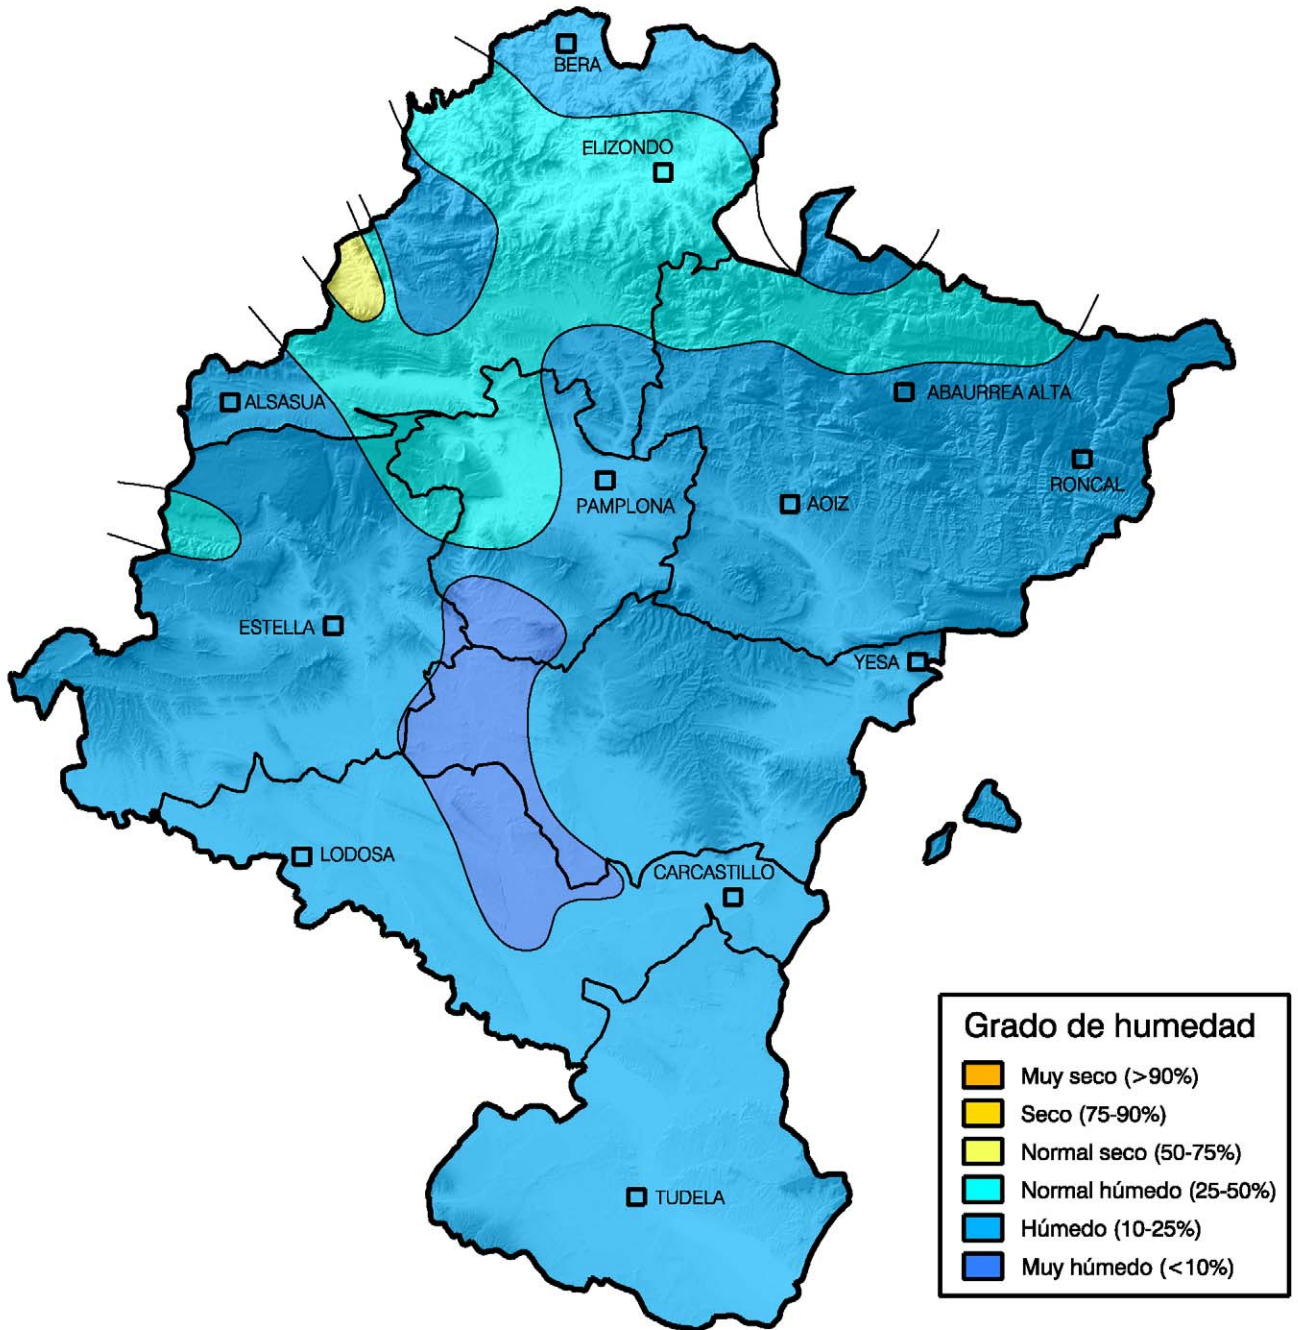 BERA
ELIZONDO
ALSASUA
ABAURREA ALTA
RONCAL
PAMPLONA
AOIZ
ESTELLA
YESA
LODOSA
CARCASTILLO
TUDELA
Grado de humedad
Muy seco (>90%)
Seco (75-90%)
Normal seco (50-75%)
Normal húmedo (25-50%)
Húmedo (10-25%)
Muy húmedo (<10%)